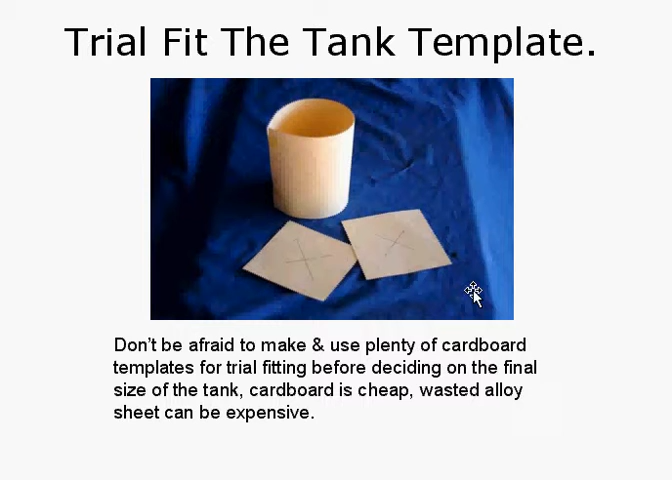 Trial Fit The Tank Template.
Don't be afraid to make & use plenty of cardboard
templates for trial fitting before deciding on the final
size of the tank, cardboard is cheap, wasted alloy
sheet can be expensive.